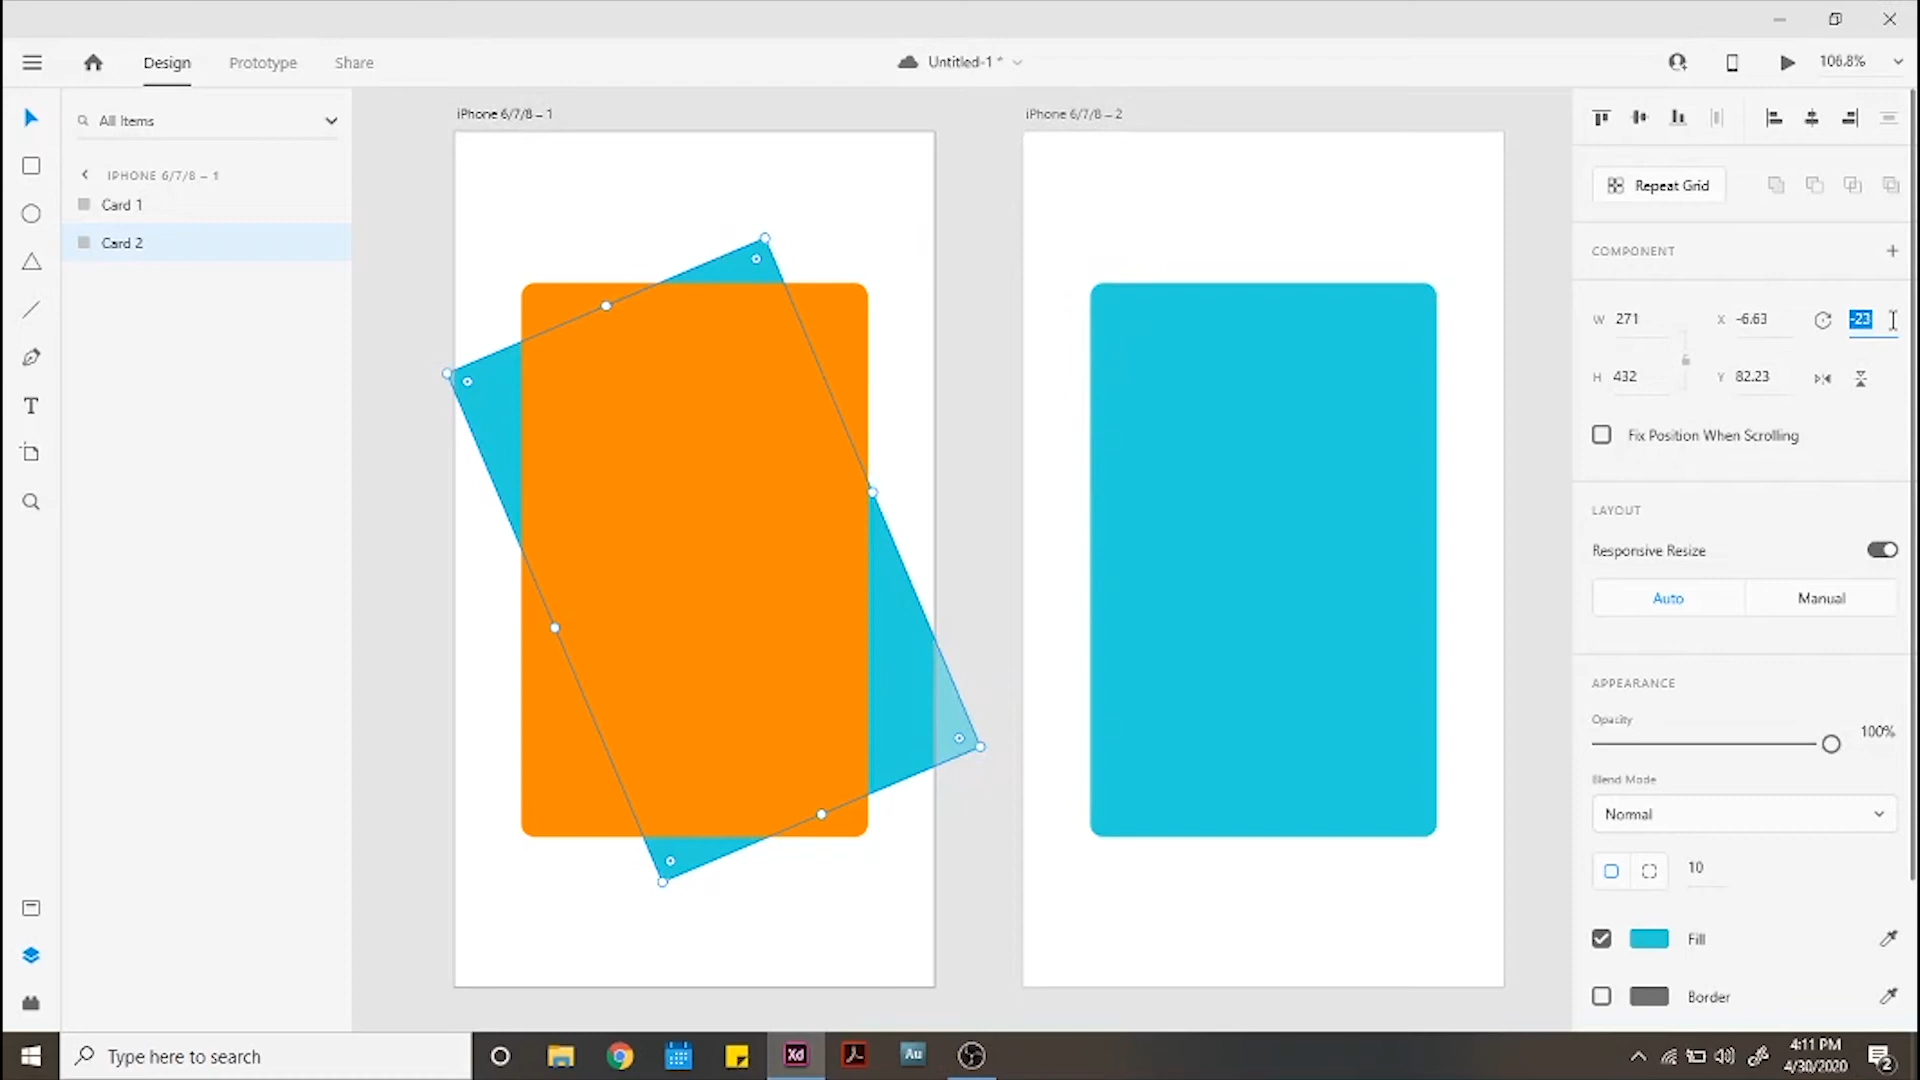 Design
Prototype
Share
Untitled-1 *
106.8%
All Items
IPHONE 6/7/8 – 1
Card 1
Card 2
iPhone 6/7/8 – 1
iPhone 6/7/8 – 2
Repeat Grid
COMPONENT
W 271
X -6.63
-23
H 432
Y 82.23
Fix Position When Scrolling
LAYOUT
Responsive Resize
Auto
Manual
APPEARANCE
Opacity
100%
Blend Mode
Normal
10
Fill
Border
T
Type here to search
Xd
Au
4:11 PM
4/30/2020
2